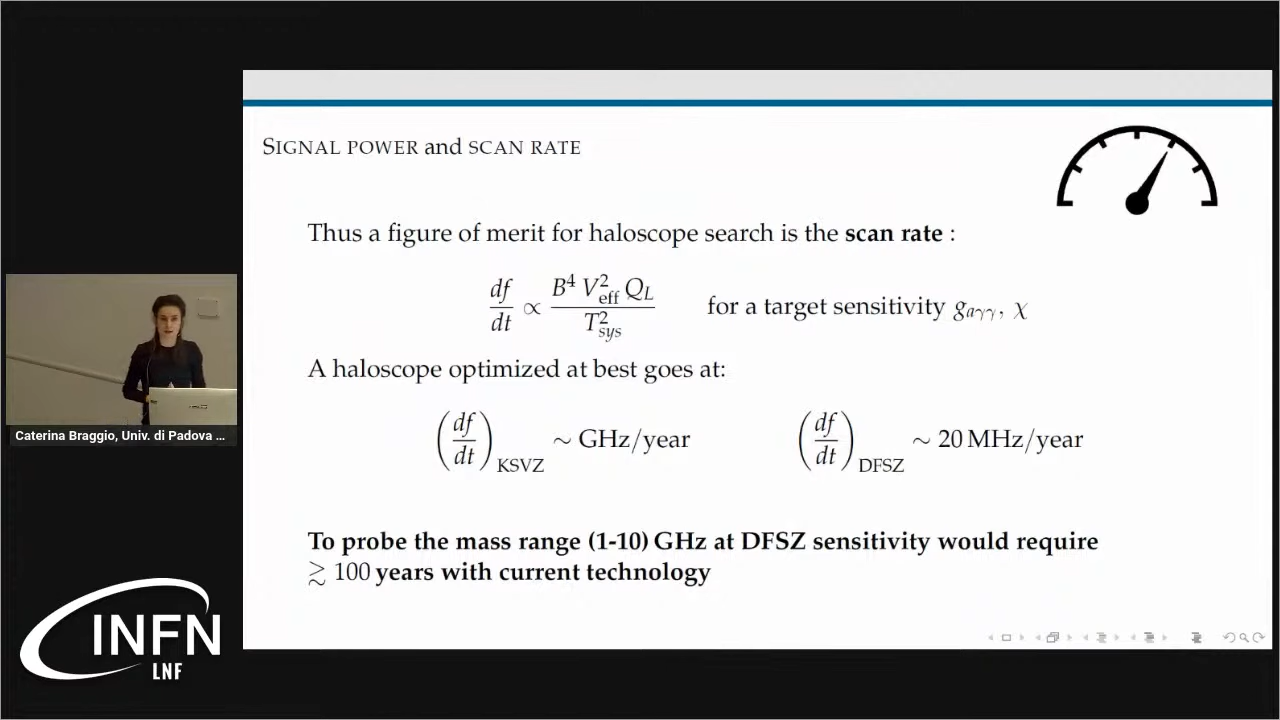 SIGNAL POWER and SCAN RATE
Thus a figure of merit for haloscope search is the scan rate :
df/dt ∝ B⁴ V²eff Q_L / T²sys for a target sensitivity g_aγγ, χ
A haloscope optimized at best goes at:
(df/dt)KSVZ ∼ GHz/year (df/dt)DFSZ ∼ 20 MHz/year
To probe the mass range (1-10) GHz at DFSZ sensitivity would require
≳ 100 years with current technology
Caterina Braggio, Univ. di Padova ...
INFN
LNF